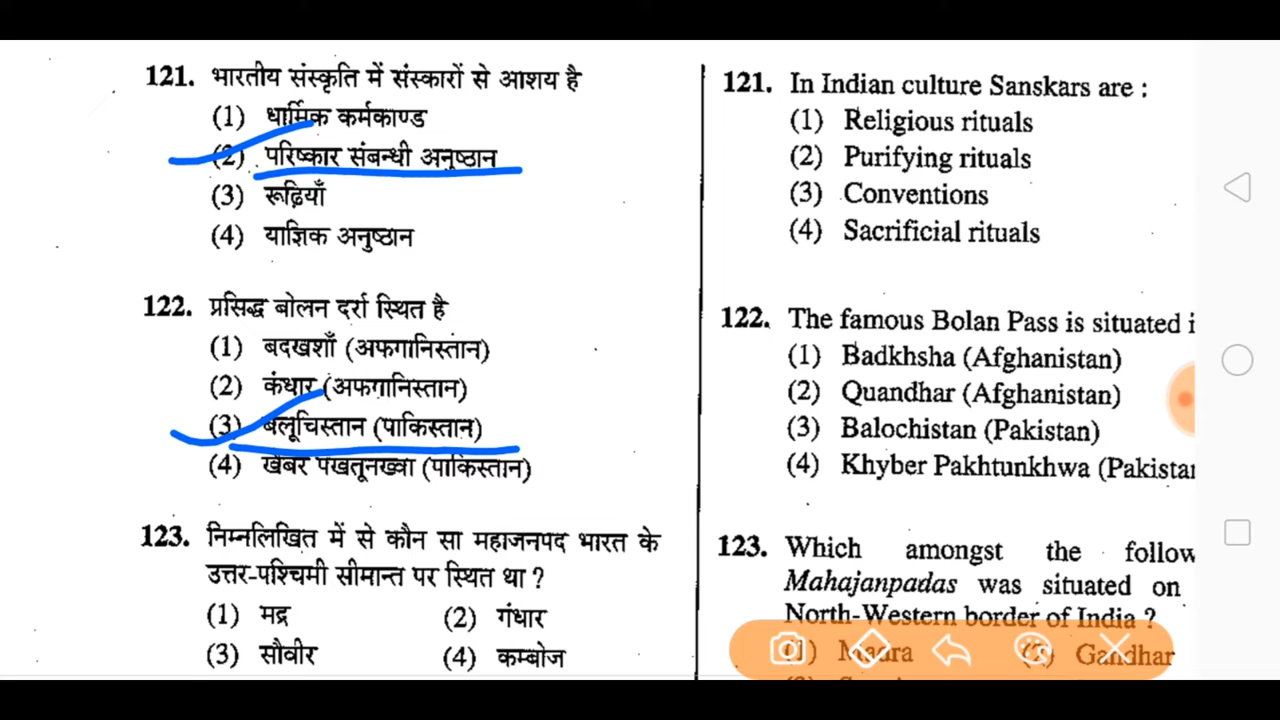 121. भारतीय संस्कृति में संस्कारों से आशय है
(1) धार्मिक कर्मकाण्ड
(2) परिष्कार संबन्धी अनुष्ठान
(3) रूढ़ियाँ
(4) याज्ञिक अनुष्ठान
122. प्रसिद्ध बोलन दर्रा स्थित है
(1) बदखशाँ (अफगानिस्तान)
(2) कंधार (अफगानिस्तान)
(3) बलूचिस्तान (पाकिस्तान)
(4) खैबर पखतूनख्वा (पाकिस्तान)
123. निम्नलिखित में से कौन सा महाजनपद भारत के
उत्तर-पश्चिमी सीमान्त पर स्थित था ?
(1) मद्र (2) गंधार
(3) सौवीर (4) कम्बोज
121. In Indian culture Sanskars are :
(1) Religious rituals
(2) Purifying rituals
(3) Conventions
(4) Sacrificial rituals
122. The famous Bolan Pass is situated i
(1) Badkhsha (Afghanistan)
(2) Quandhar (Afghanistan)
(3) Balochistan (Pakistan)
(4) Khyber Pakhtunkhwa (Pakistan
123. Which amongst the follow
Mahajanpadas was situated on
North-Western border of India ?
(1) Madra (2) Gandhar